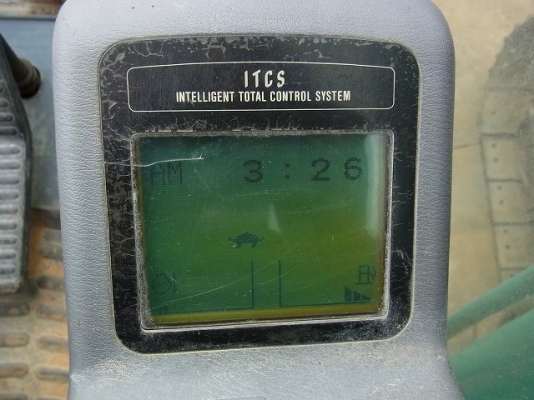 ITCS
INTELLIGENT TOTAL CONTROL SYSTEM
AM 3:26